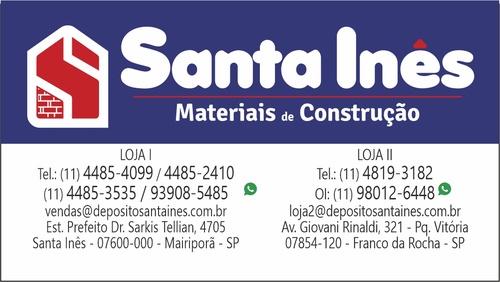 Santa Inês
Materiais de Construção
LOJA I
Tel.: (11) 4485-4099 / 4485-2410
(11) 4485-3535 / 93908-5485
vendas@depositosantaines.com.br
Est. Prefeito Dr. Sarkis Tellian, 4705
Santa Inês - 07600-000 - Mairiporã - SP
LOJA II
Tel.: (11) 4819-3182
OI: (11) 98012-6448
loja2@depositosantaines.com.br
Av. Giovani Rinaldi, 321 - Pq. Vitória
07854-120 - Franco da Rocha - SP